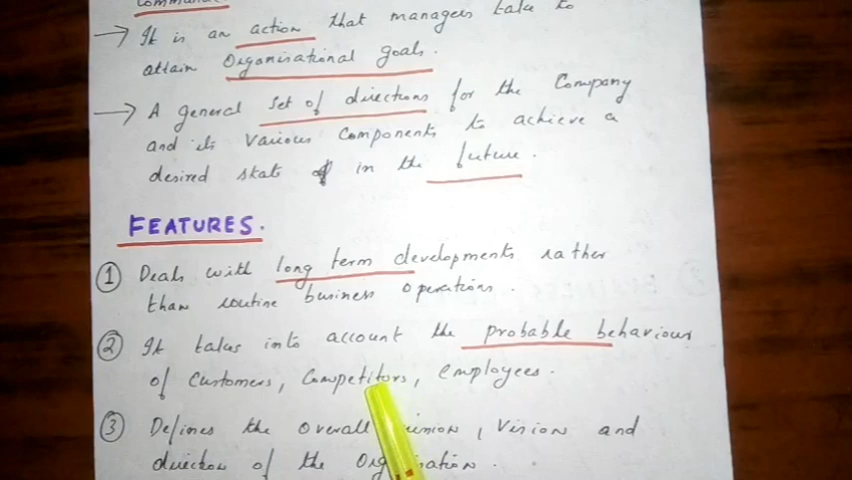 → It is an action that managers take to
attain Organisational goals.
→ A general set of directions for the Company
and its Various Components to achieve a
desired state in the future.
FEATURES.
① Deals with long term developments rather
than routine business operations.
② It takes into account the probable behaviour
of Customers, Competitors, employees.
③ Defines the overall , Vision and
direction of the